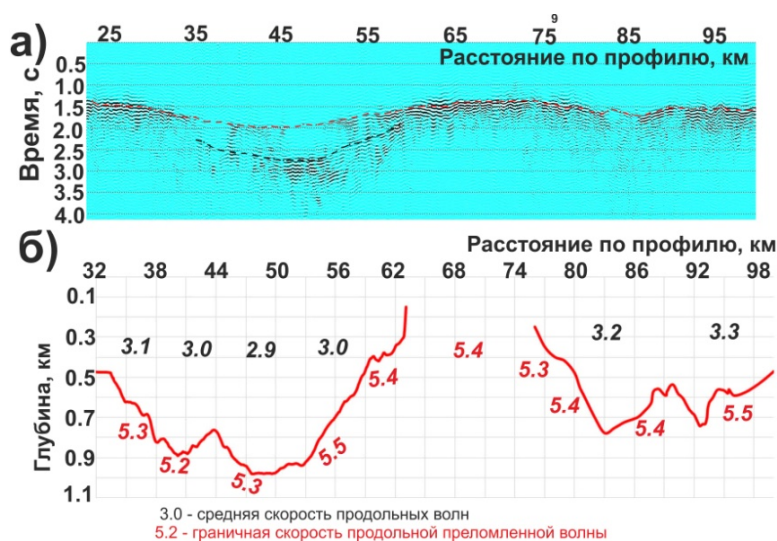 9
а) 25 35 45 55 65 75 85 95
Расстояние по профилю, км
Время, с
0.5
1.0
1.5
2.0
2.5
3.0
3.5
4.0
б) Расстояние по профилю, км
32 38 44 50 56 62 68 74 80 86 92 98
Глубина, км
0.1
0.3
0.5
0.7
0.9
1.1
3.1 3.0 2.9 3.0 3.2 3.3
5.3 5.2 5.3 5.5 5.4 5.4 5.3 5.4 5.4 5.5
3.0 - средняя скорость продольных волн
5.2 - граничная скорость продольной преломленной волны